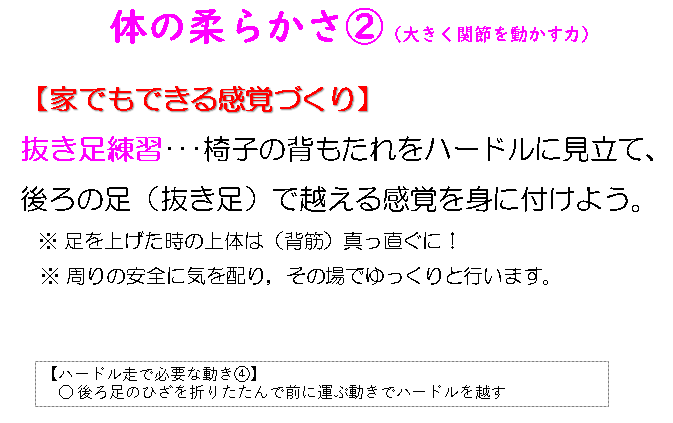 体の柔らかさ②（大きく関節を動かす力）
【家でもできる感覚づくり】
抜き足練習･･･椅子の背もたれをハードルに見立て、
後ろの足（抜き足）で越える感覚を身に付けよう。
※ 足を上げた時の上体は（背筋）真っ直ぐに！
※ 周りの安全に気を配り，その場でゆっくりと行います。
【ハードル走で必要な動き④】
○ 後ろ足のひざを折りたたんで前に運ぶ動きでハードルを越す